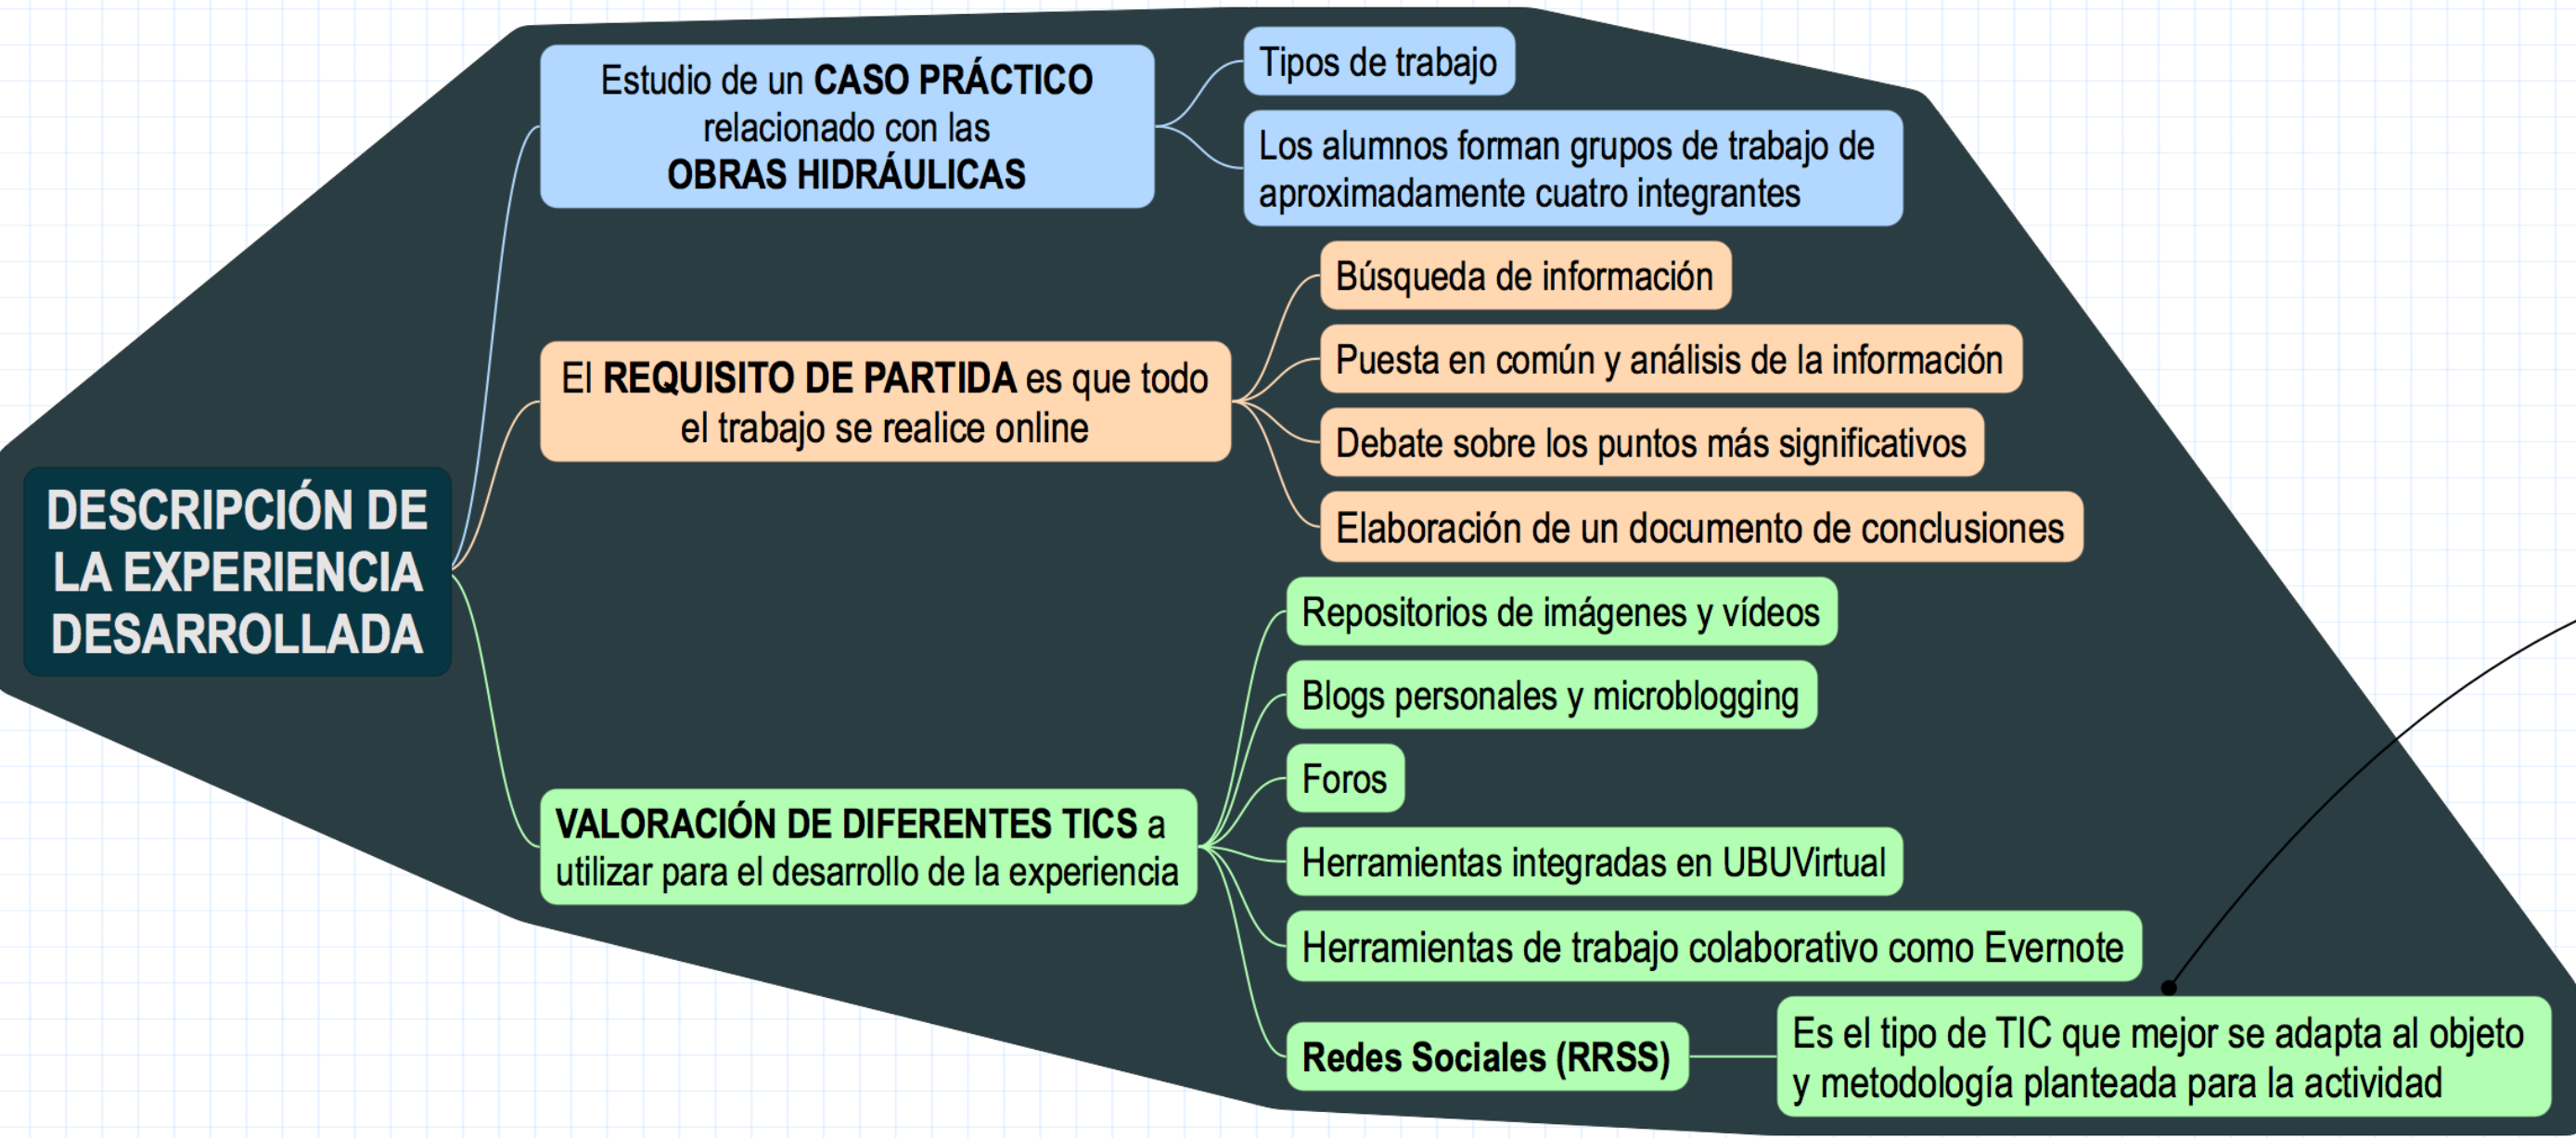 DESCRIPCIÓN DE
LA EXPERIENCIA
DESARROLLADA
Estudio de un CASO PRÁCTICO
relacionado con las
OBRAS HIDRÁULICAS
Tipos de trabajo
Los alumnos forman grupos de trabajo de
aproximadamente cuatro integrantes
El REQUISITO DE PARTIDA es que todo
el trabajo se realice online
Búsqueda de información
Puesta en común y análisis de la información
Debate sobre los puntos más significativos
Elaboración de un documento de conclusiones
VALORACIÓN DE DIFERENTES TICS a
utilizar para el desarrollo de la experiencia
Repositorios de imágenes y vídeos
Blogs personales y microblogging
Foros
Herramientas integradas en UBUVirtual
Herramientas de trabajo colaborativo como Evernote
Redes Sociales (RRSS)
Es el tipo de TIC que mejor se adapta al objeto
y metodología planteada para la actividad